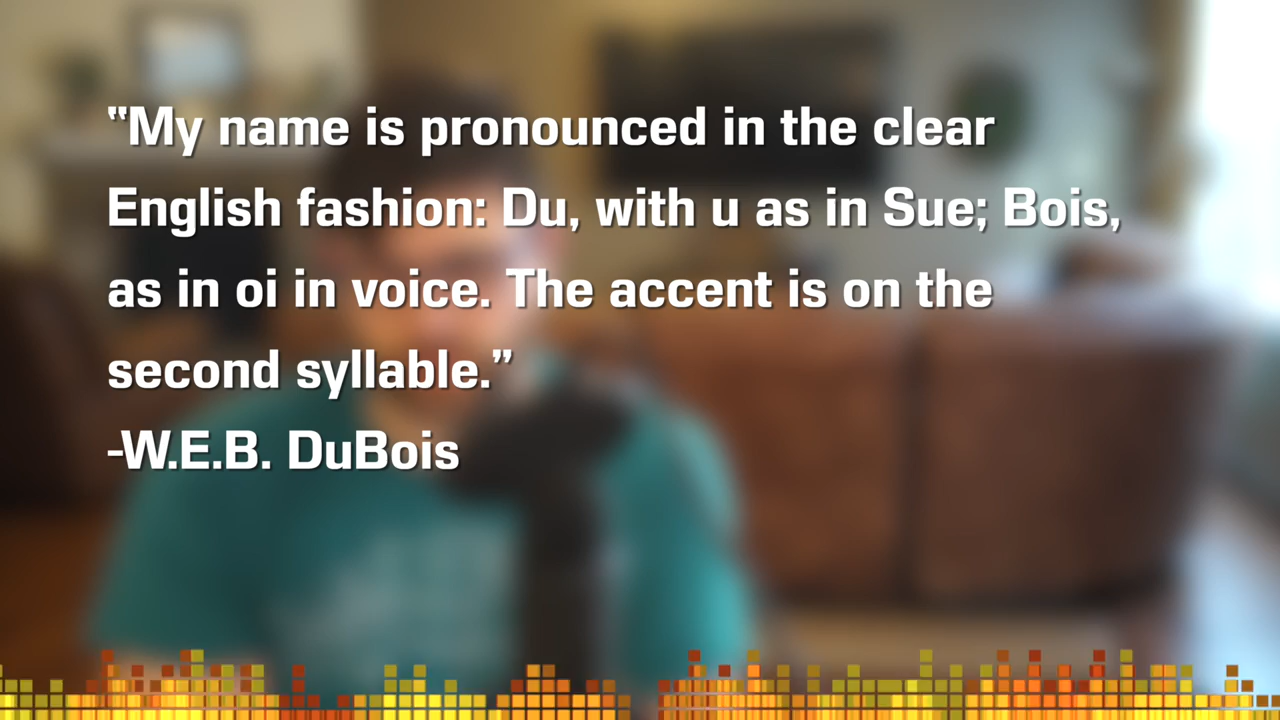 "My name is pronounced in the clear
English fashion: Du, with u as in Sue; Bois,
as in oi in voice. The accent is on the
second syllable.”
-W.E.B. DuBois